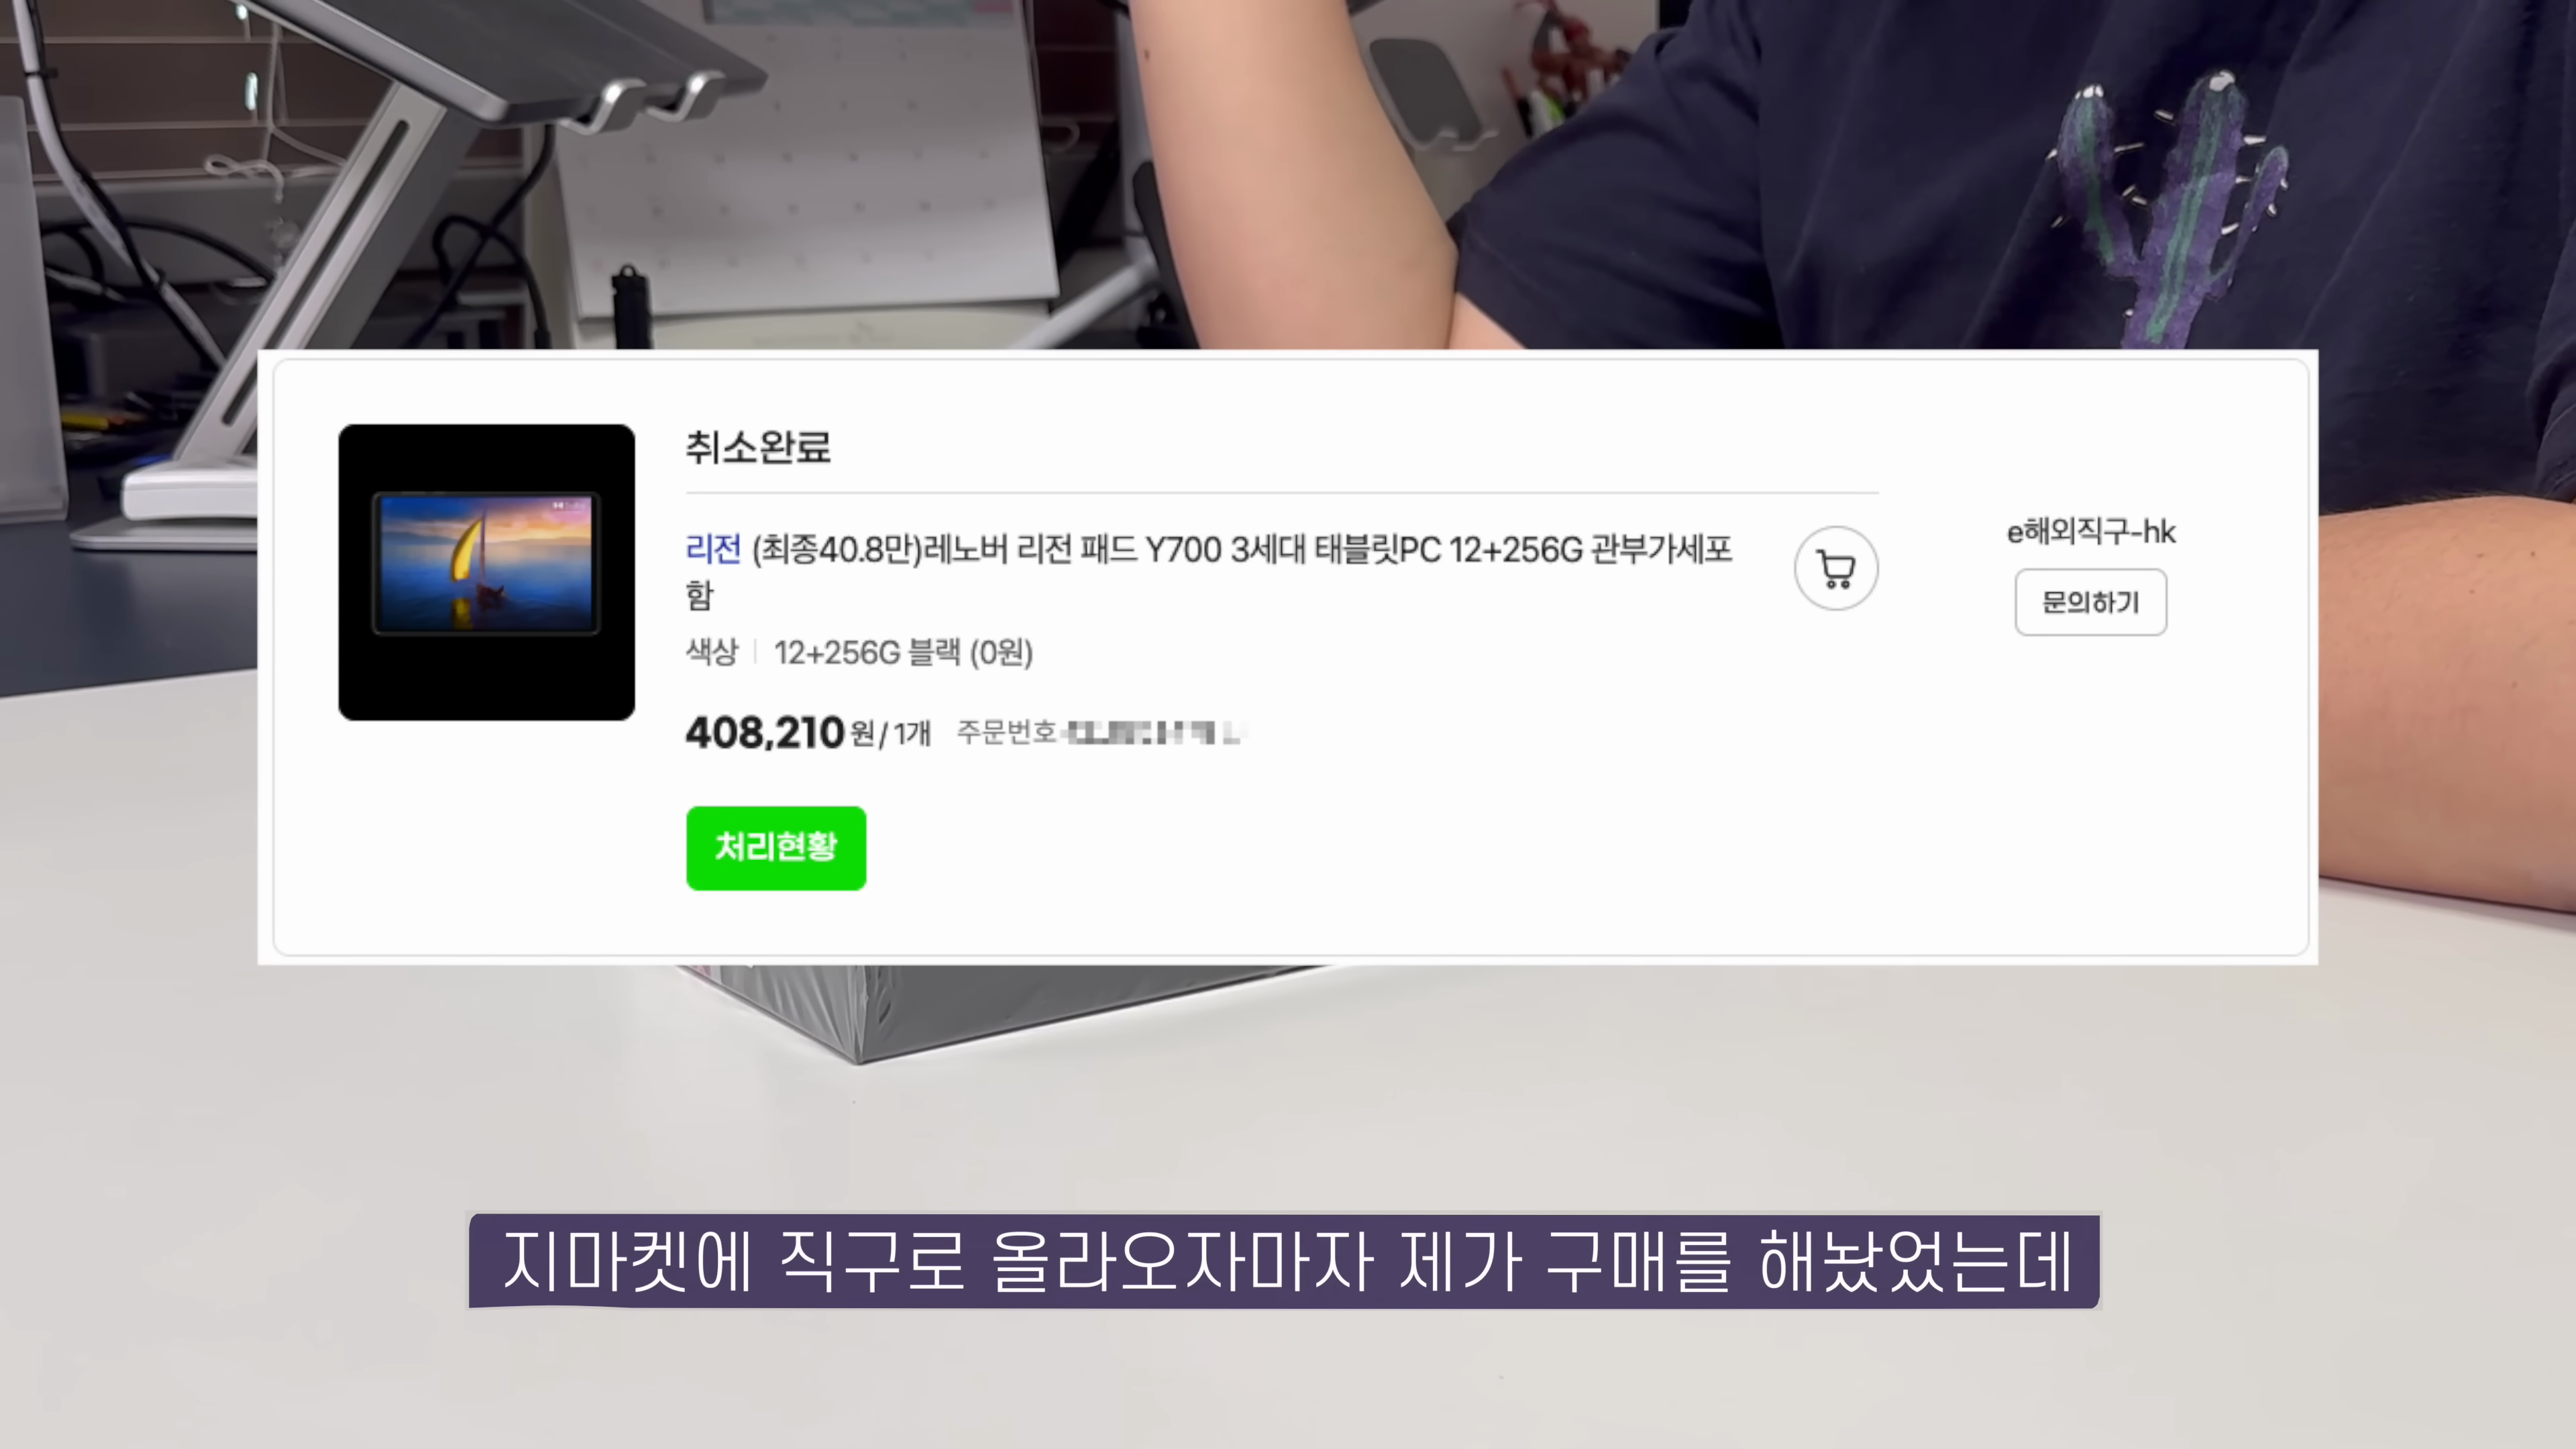 취소완료
리전 (최종40.8만)레노버 리전 패드 Y700 3세대 태블릿PC 12+256G 관부가세포
함
색상 12+256G 블랙 (0원)
408,210원 / 1개 주문번호
처리현황
e해외직구-hk
문의하기
지마켓에 직구로 올라오자마자 제가 구매를 해놨었는데